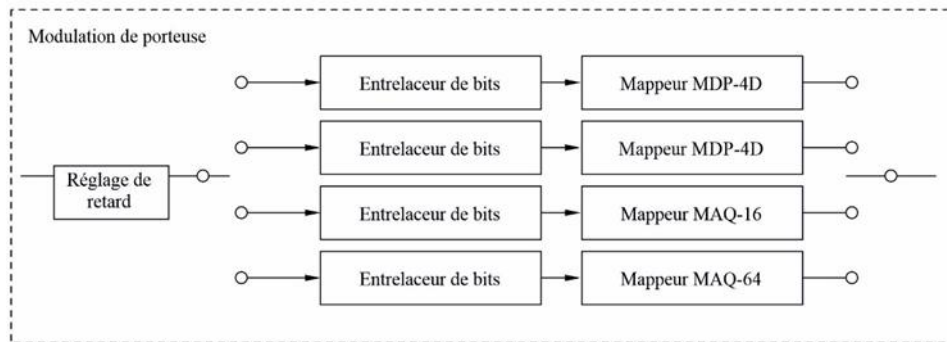 Modulation de porteuse
Entrelaceur de bits
Mappeur MDP-4D
Entrelaceur de bits
Mappeur MDP-4D
Réglage de
retard
Entrelaceur de bits
Mappeur MAQ-16
Entrelaceur de bits
Mappeur MAQ-64